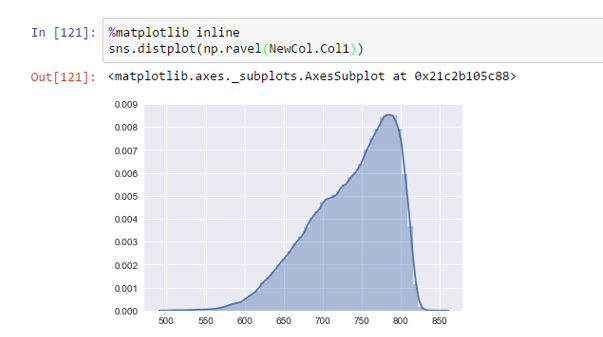 In [121]: %matplotlib inline
sns.distplot(np.ravel(NewCol.Col1))
Out[121]: <matplotlib.axes._subplots.AxesSubplot at 0x21c2b105c88>
0.009
0.008
0.007
0.006
0.005
0.004
0.003
0.002
0.001
0.000
500 550 600 650 700 750 800 850